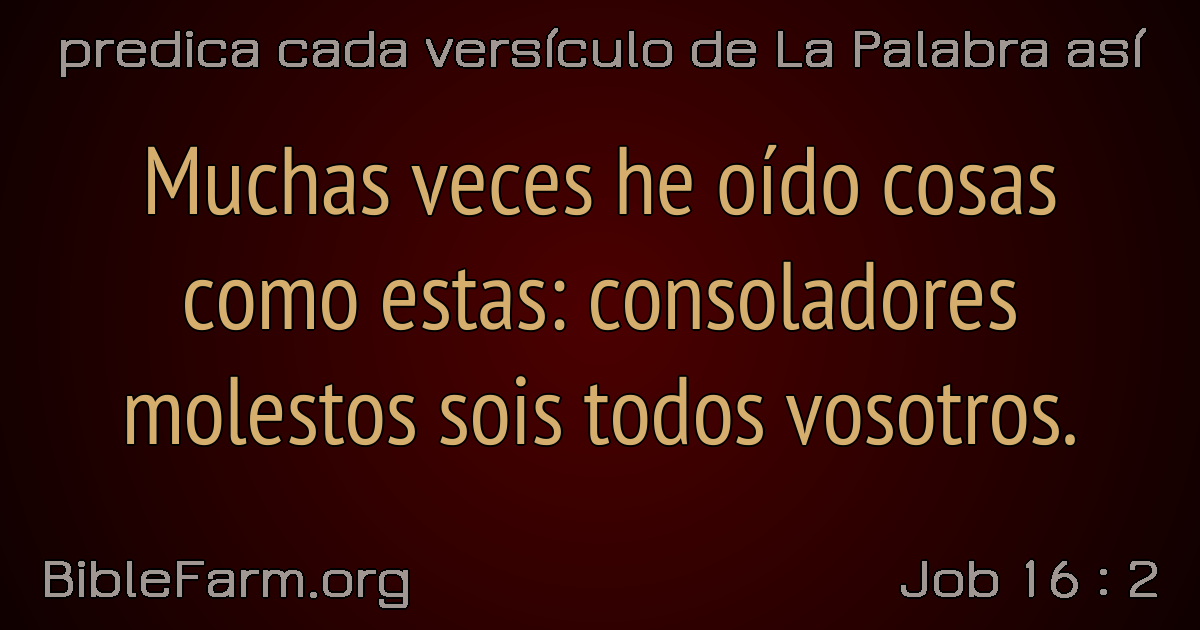 predica cada versículo de La Palabra así
Muchas veces he oído cosas
como estas: consoladores
molestos sois todos vosotros.
BibleFarm.org
Job 16 : 2